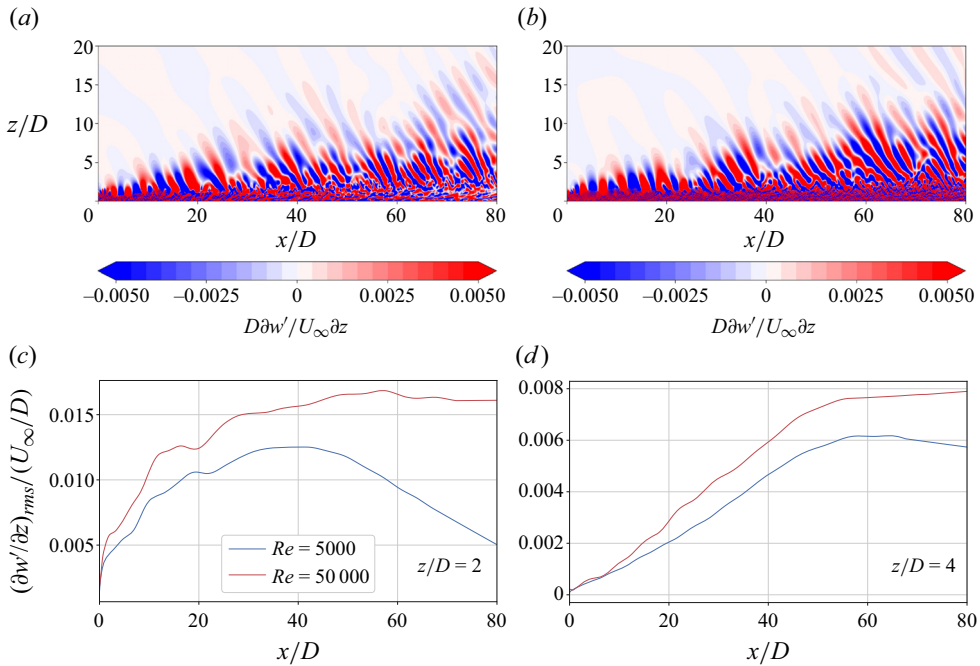 (a) (b)
20 20
15 15
z/D 10 10
5 5
0 20 40 60 80 0 20 40 60 80
x/D x/D
−0.0050 −0.0025 0 0.0025 0.0050 −0.0050 −0.0025 0 0.0025 0.0050
D∂w′/U∞∂z D∂w′/U∞∂z
(c) (d)
(∂w′/∂z)rms/(U∞/D)
0.015
0.010
0.005
Re = 5000
Re = 50 000
z/D = 2
0 20 40 60 80
x/D
0.008
0.006
0.004
0.002
0
z/D = 4
0 20 40 60 80
x/D